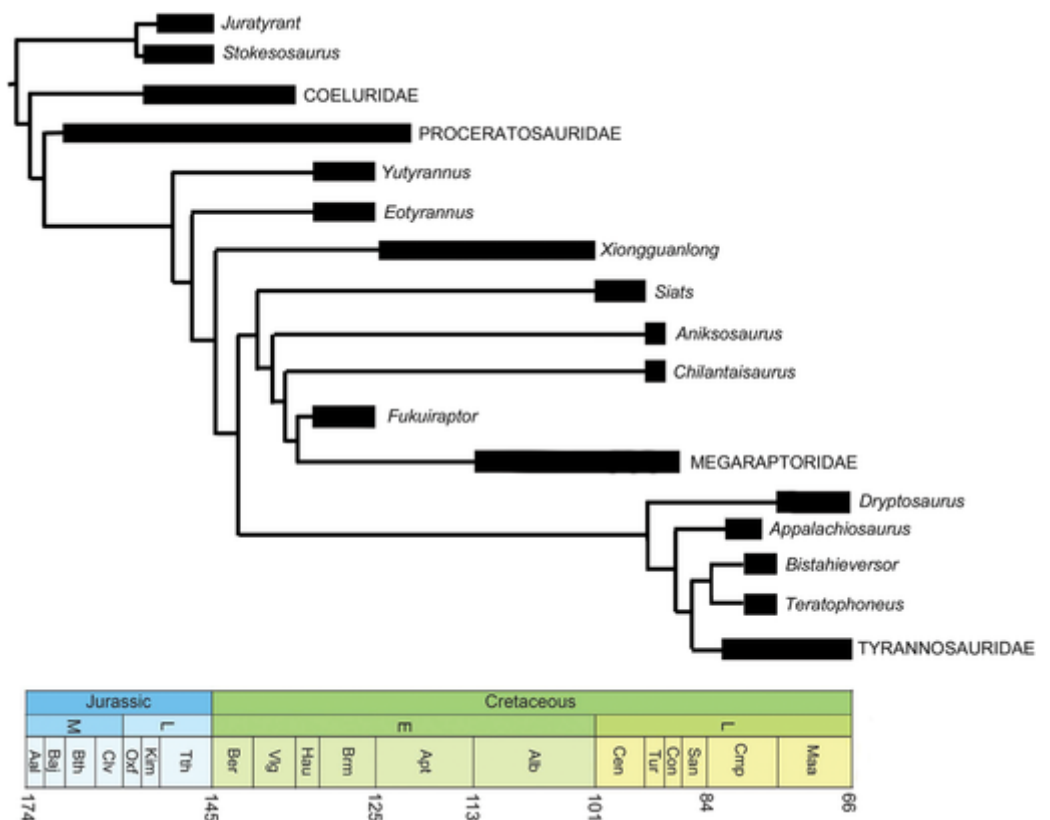 Juratyrant
Stokesosaurus
COELURIDAE
PROCERATOSAURIDAE
Yutyrannus
Eotyrannus
Xiongguanlong
Siats
Aniksosaurus
Chilantaisaurus
Fukuiraptor
MEGARAPTORIDAE
Dryptosaurus
Appalachiosaurus
Bistahieversor
Teratophoneus
TYRANNOSAURIDAE
Jurassic Cretaceous
M L E L
Aal Baj Bth Clv Oxf Kim Tth Ber Vlg Hau Brm Apt Alb Cen Tur Con San Cmp Maa
174 145 125 113 101 84 66